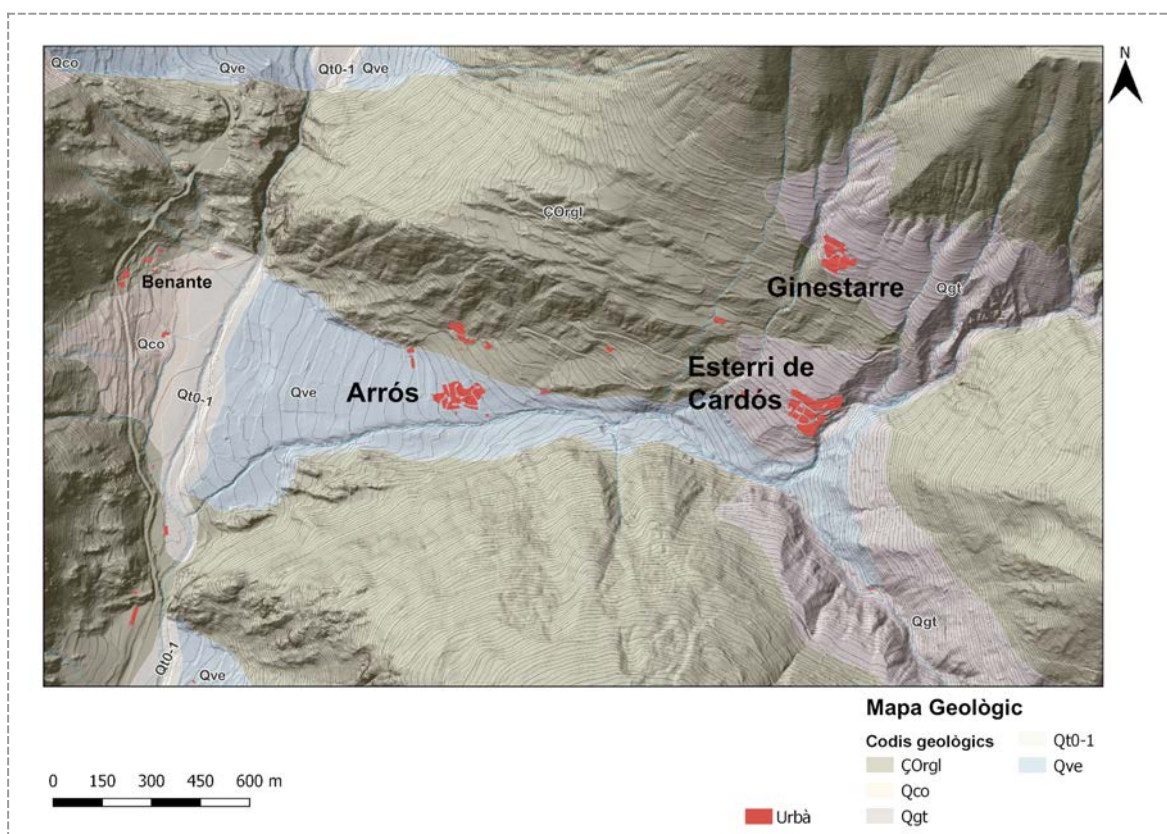 N
Qco
Qve
Qt0-1
Qve
ÇOrgl
Benante
Ginestarre
Qgt
Qco
Qt0-1
Qve
Arrós
Esterri de
Cardós
Qgt
Qt0-1
Qve
Mapa Geològic
Codis geològics
ÇOrgl
Qco
Qgt
Qt0-1
Qve
0 150 300 450 600 m
Urbà